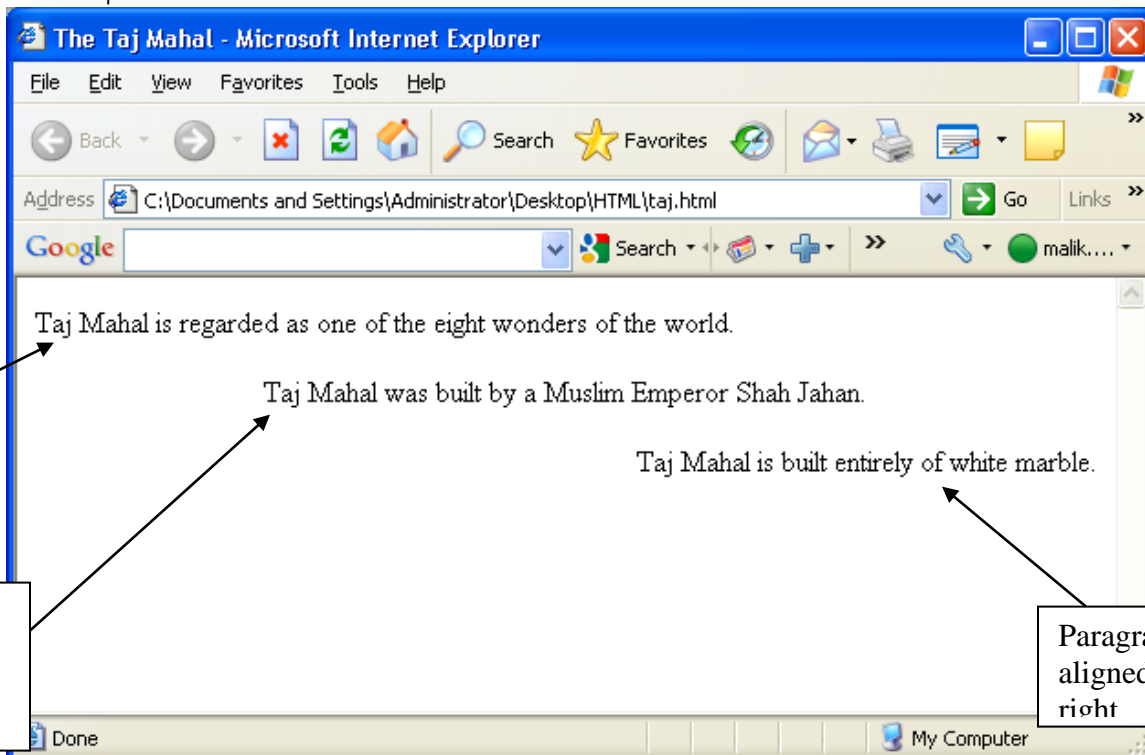 The Taj Mahal - Microsoft Internet Explorer
File Edit View Favorites Tools Help
Back Search Favorites
Address C:\Documents and Settings\Administrator\Desktop\HTML\taj.html Go Links
Google Search malik....
Taj Mahal is regarded as one of the eight wonders of the world.
Taj Mahal was built by a Muslim Emperor Shah Jahan.
Taj Mahal is built entirely of white marble.
aligned
right
Done My Computer